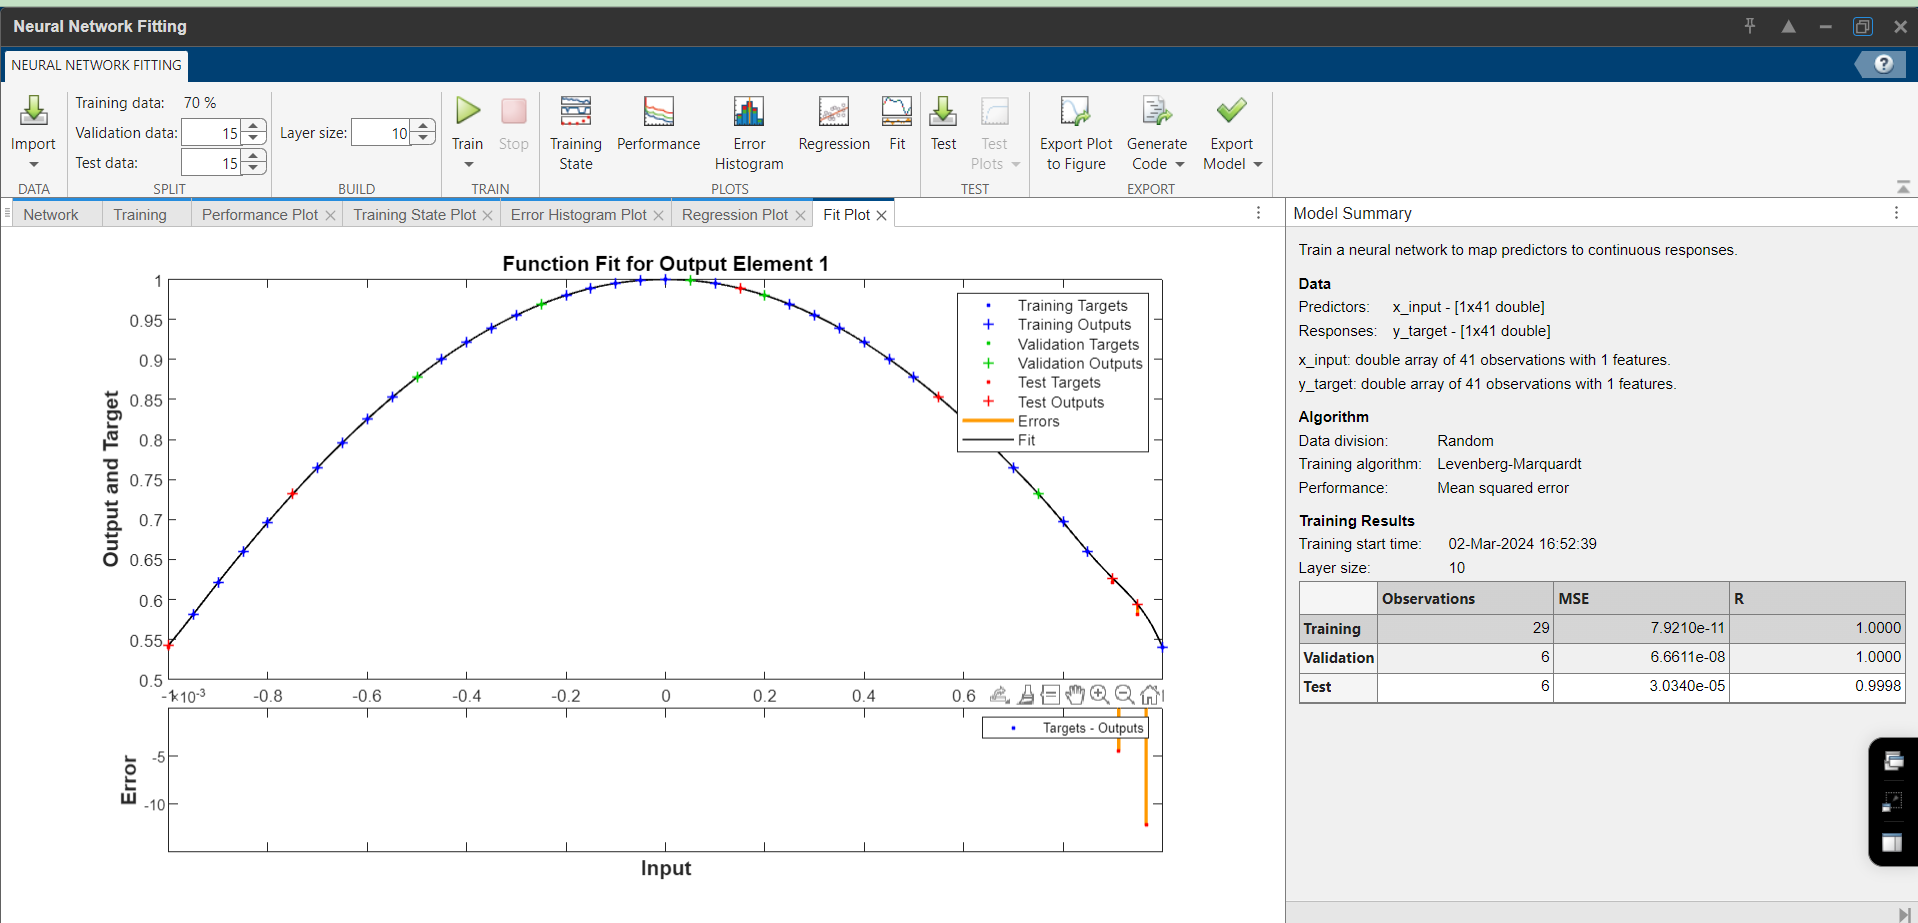 Neural Network Fitting
NEURAL NETWORK FITTING
Training data: 70 %
Validation data: 15
Test data: 15
Layer size: 10
Import
Train
Stop
Training State
Performance
Error Histogram
Regression
Fit
Test
Test Plots
Export Plot to Figure
Generate Code
Export Model
DATA
SPLIT
BUILD
TRAIN
PLOTS
TEST
EXPORT
Network
Training
Performance Plot
Training State Plot
Error Histogram Plot
Regression Plot
Fit Plot
Function Fit for Output Element 1
Output and Target
1
0.95
0.9
0.85
0.8
0.75
0.7
0.65
0.6
0.55
0.5
Training Targets
Training Outputs
Validation Targets
Validation Outputs
Test Targets
Test Outputs
Errors
Fit
-1 -0.8 -0.6 -0.4 -0.2 0 0.2 0.4 0.6
×10-3
Targets - Outputs
Error
-5
-10
Input
Model Summary
Train a neural network to map predictors to continuous responses.
Data
Predictors: x_input - [1x41 double]
Responses: y_target - [1x41 double]
x_input: double array of 41 observations with 1 features.
y_target: double array of 41 observations with 1 features.
Algorithm
Data division: Random
Training algorithm: Levenberg-Marquardt
Performance: Mean squared error
Training Results
Training start time: 02-Mar-2024 16:52:39
Layer size: 10
Observations MSE R
Training 29 7.9210e-11 1.0000
Validation 6 6.6611e-08 1.0000
Test 6 3.0340e-05 0.9998